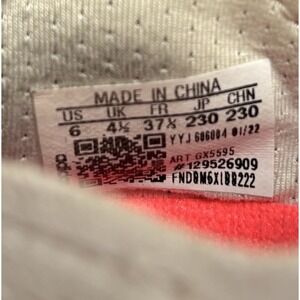 MADE IN CHINA
US UK FR JP CHN
6 4½ 37⅓ 230 230
YYJ 606004 01/22
ART GX5595
#129526909